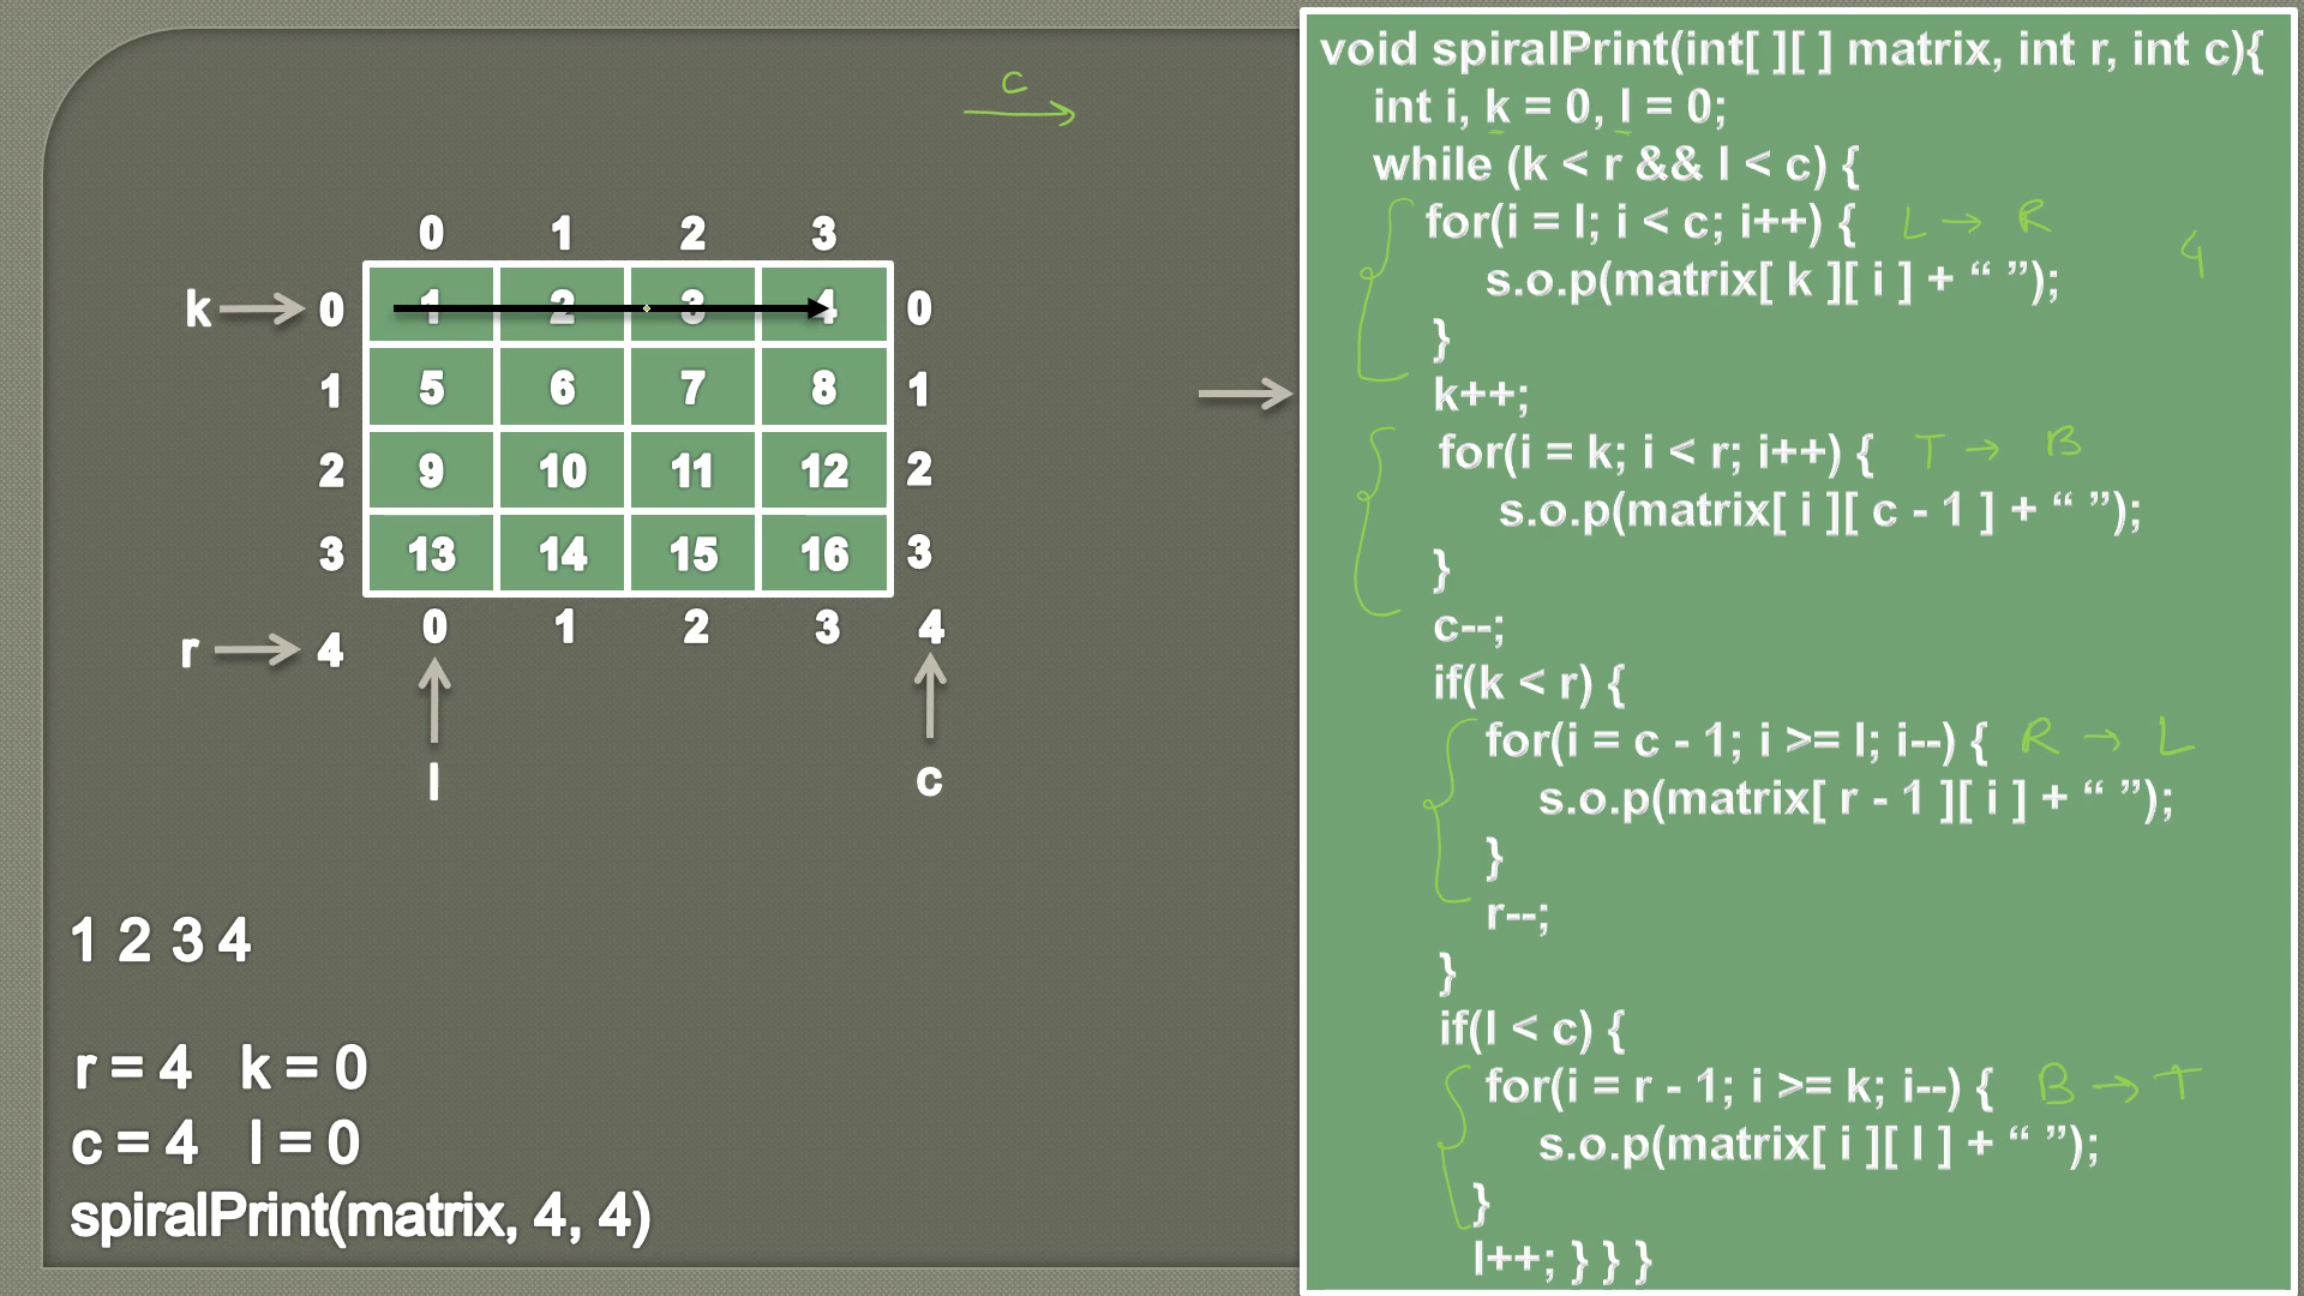 c
0 1 2 3
k 0 1 2 3 4 0
1 5 6 7 8 1
2 9 10 11 12 2
3 13 14 15 16 3
r 4 0 1 2 3 4
l c
1 2 3 4
r = 4 k = 0
c = 4 l = 0
spiralPrint(matrix, 4, 4)
void spiralPrint(int[ ][ ] matrix, int r, int c){
int i, k = 0, l = 0;
while (k < r && l < c) {
for(i = l; i < c; i++) { L → R
4
s.o.p(matrix[ k ][ i ] + “ ”);
}
k++;
for(i = k; i < r; i++) { T → B
s.o.p(matrix[ i ][ c - 1 ] + “ ”);
}
c--;
if(k < r) {
for(i = c - 1; i >= l; i--) { R → L
s.o.p(matrix[ r - 1 ][ i ] + “ ”);
}
r--;
}
if(l < c) {
for(i = r - 1; i >= k; i--) { B → T
s.o.p(matrix[ i ][ l ] + “ ”);
}
l++; } } }